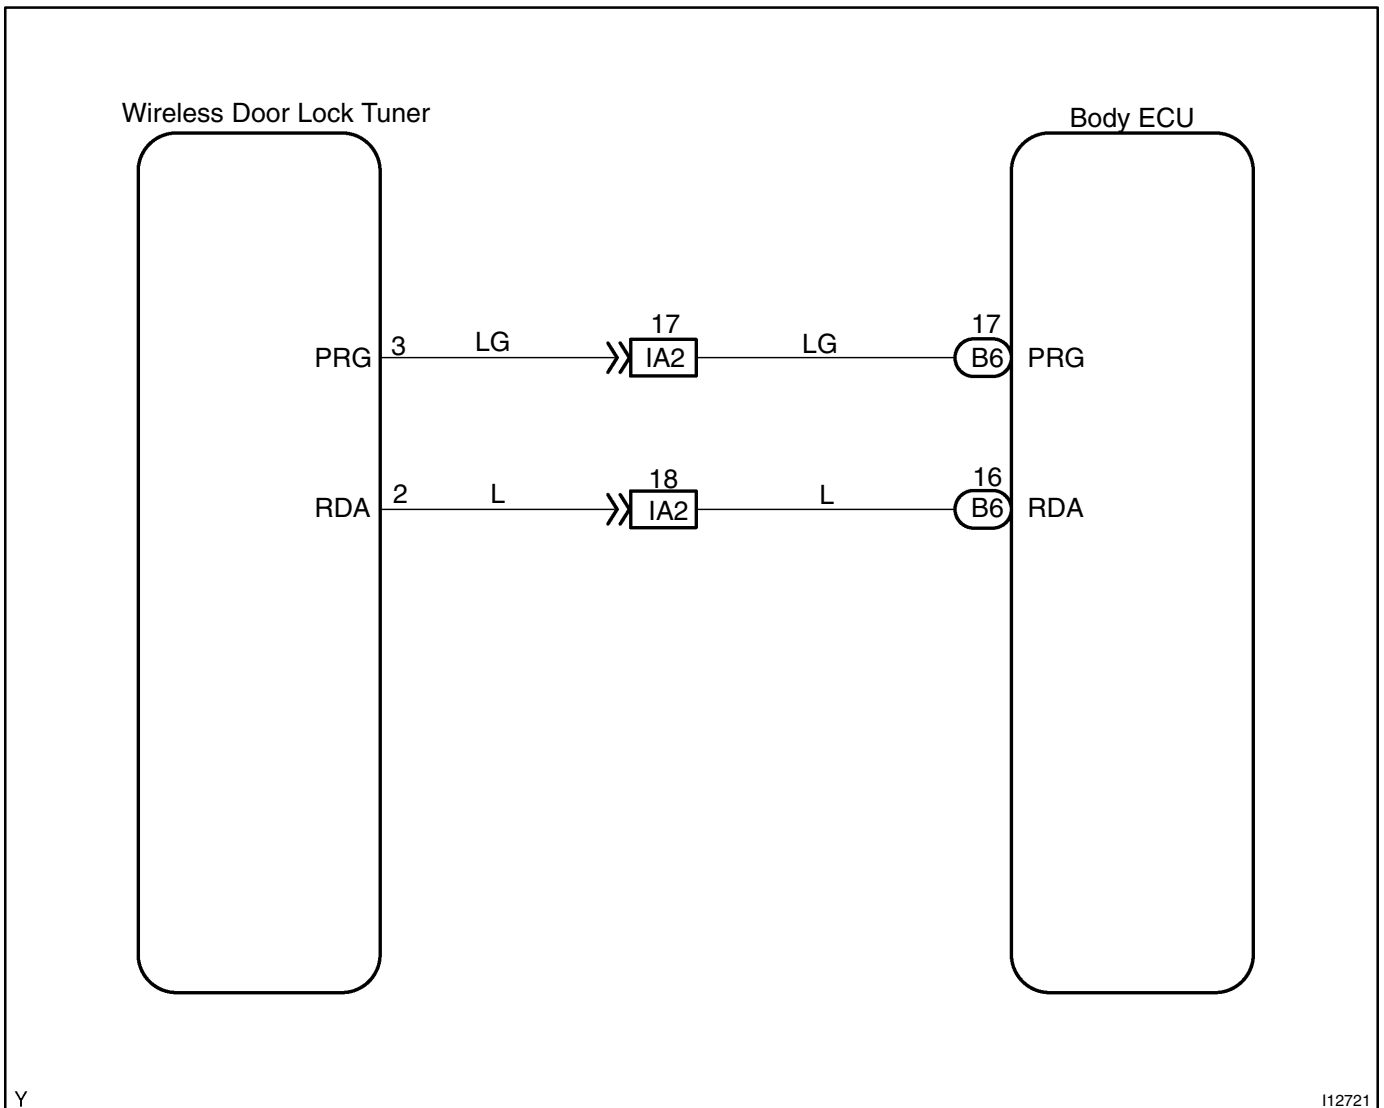 Wireless Door Lock Tuner
Body ECU
PRG 3 LG 17 IA2 LG 17 B6 PRG
RDA 2 L 18 IA2 L 16 B6 RDA
Y
I12721